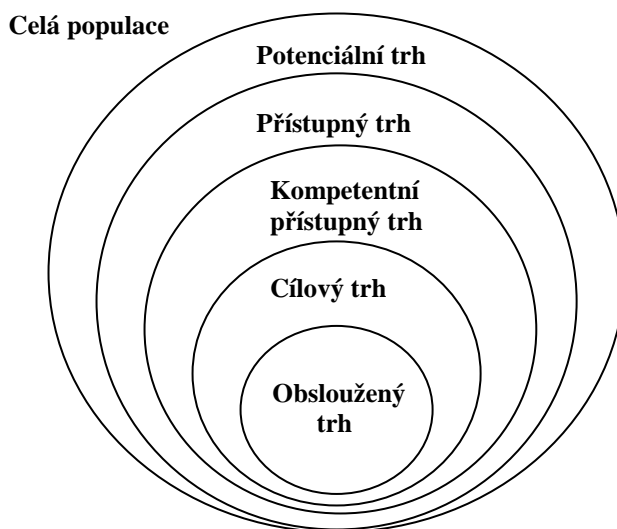 Celá populace
Potenciální trh
Přístupný trh
Kompetentní
přístupný trh
Cílový trh
Obsloužený
trh